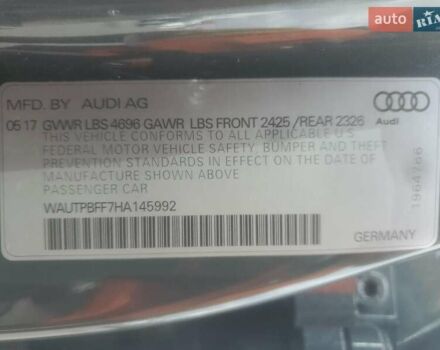 auto RIA
MFD. BY AUDI AG
Audi
05 17 GVWR LBS 4696 GAWR LBS FRONT 2425 /REAR 2326
THIS VEHICLE CONFORMS TO ALL APPLICABLE U.S
FEDERAL MOTOR VEHICLE SAFETY, BUMPER AND THEFT
PREVENTION STANDARDS IN EFFECT ON THE DATE OF
MANUFACTURE SHOWN ABOVE
PASSENGER CAR
WAUTPBFF7HA145992
1964766
GERMANY